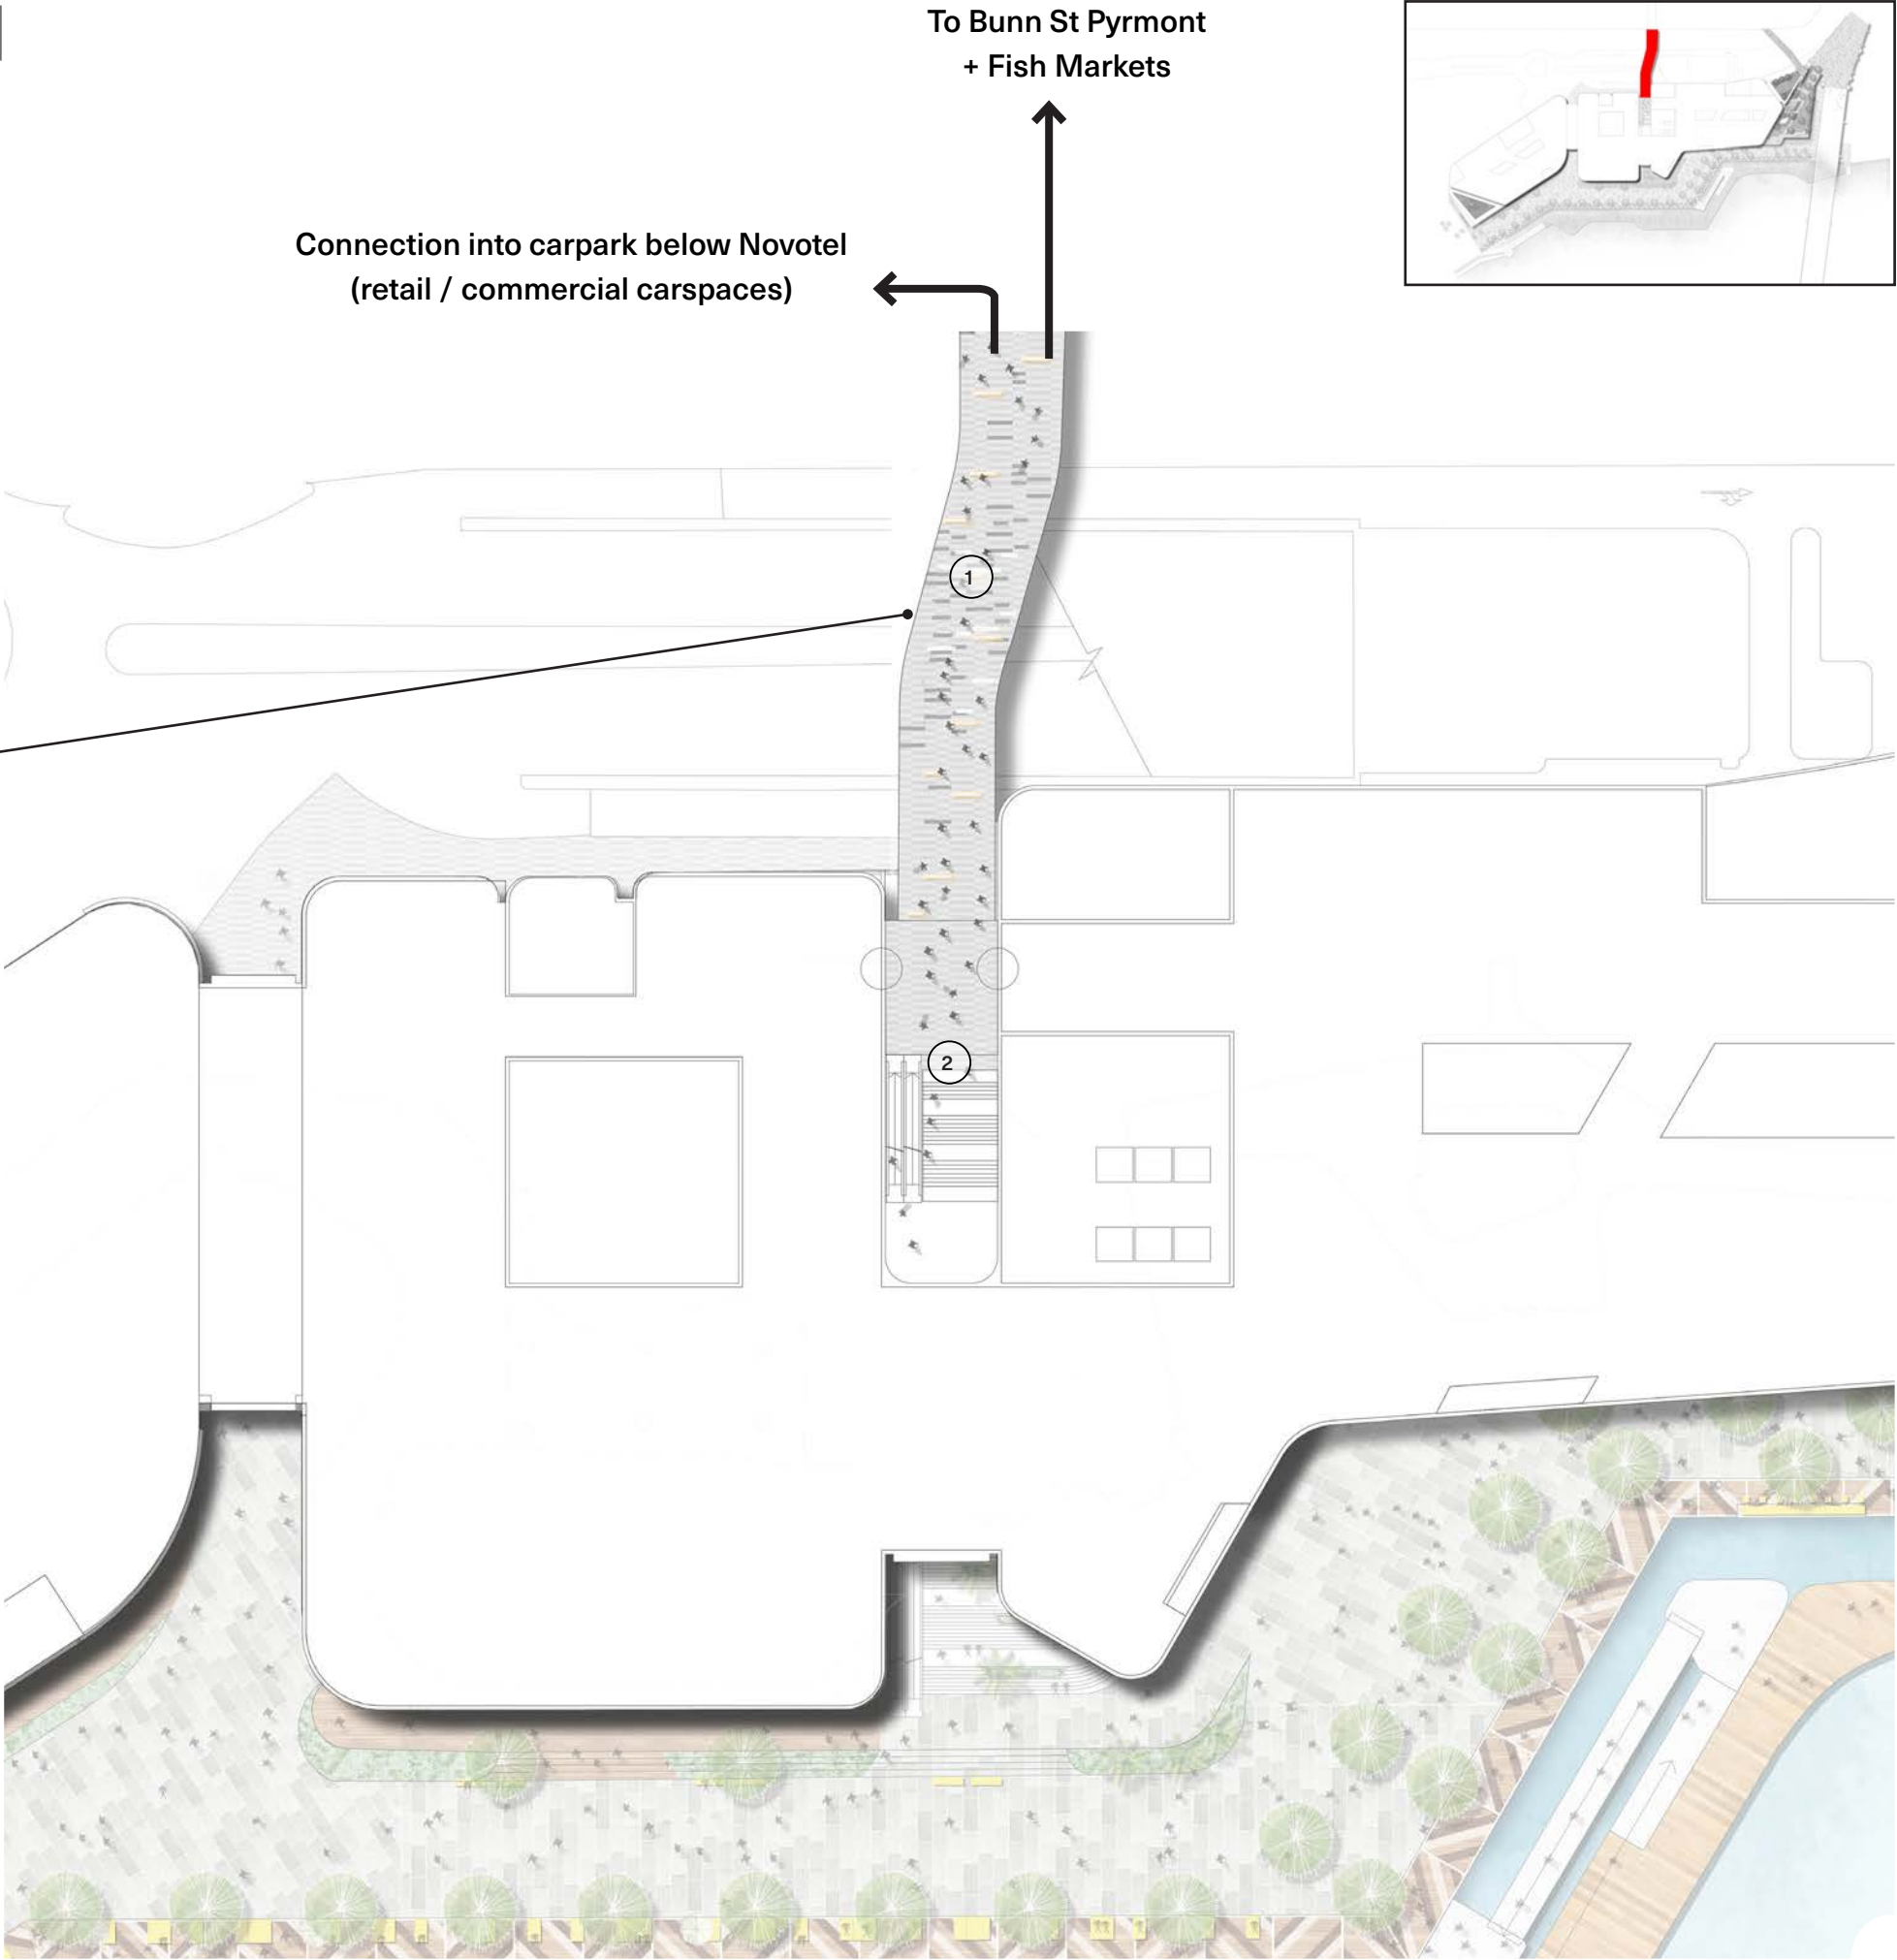 To Bunn St Pyrmont
+ Fish Markets
Connection into carpark below Novotel
(retail / commercial carspaces)
1
2